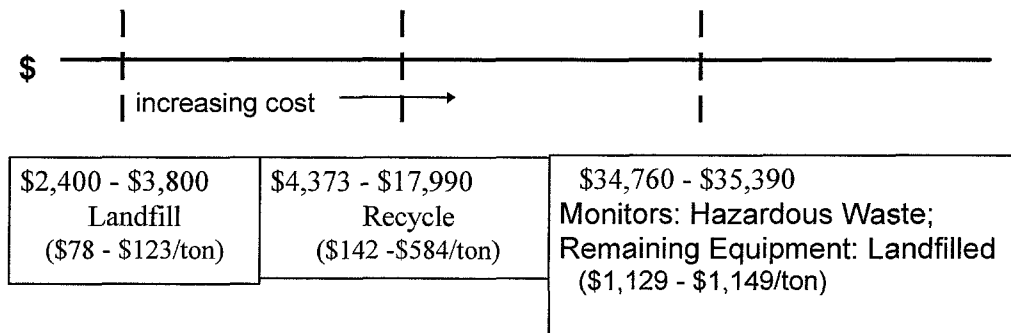 $
increasing cost
$2,400 - $3,800
Landfill
($78 - $123/ton)
$4,373 - $17,990
Recycle
($142 -$584/ton)
$34,760 - $35,390
Monitors: Hazardous Waste;
Remaining Equipment: Landfilled
($1,129 - $1,149/ton)